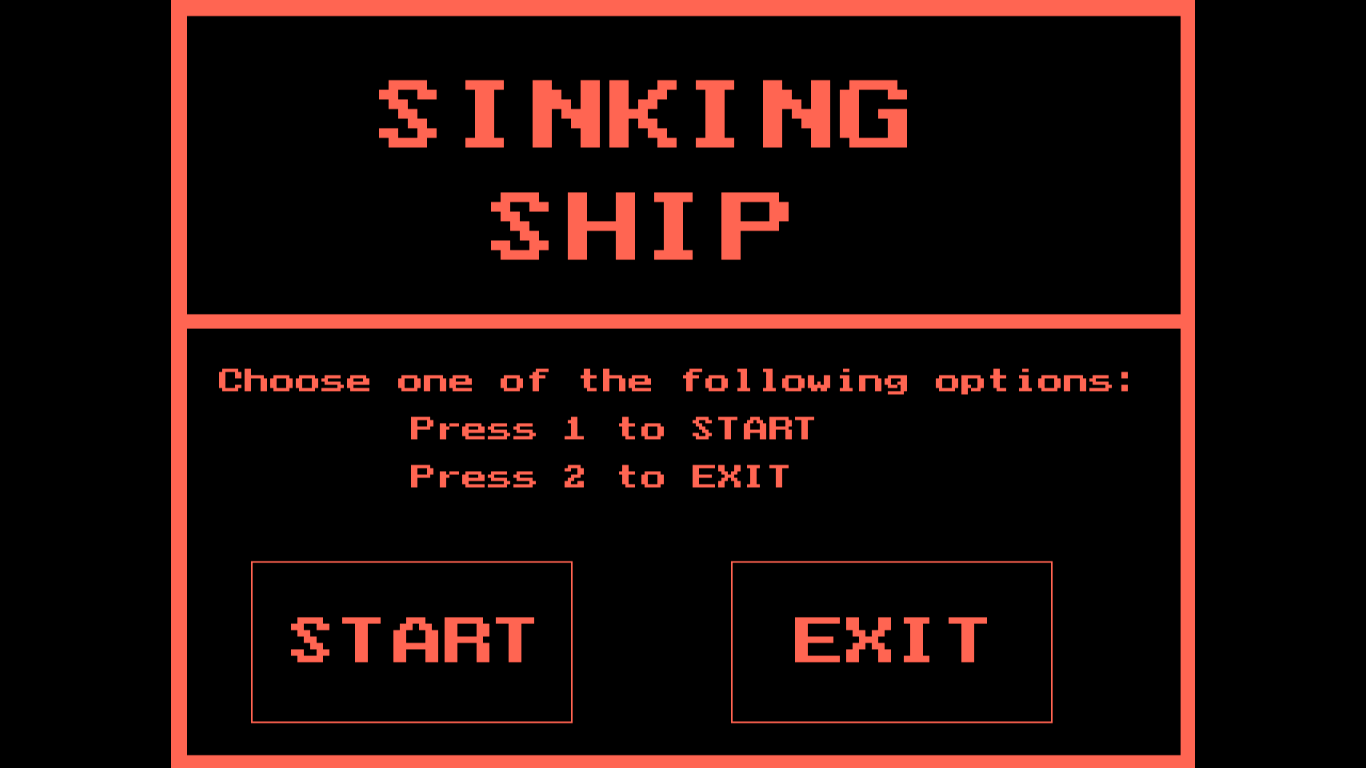 SINKING
SHIP
Choose one of the following options:
Press 1 to START
Press 2 to EXIT
START
EXIT